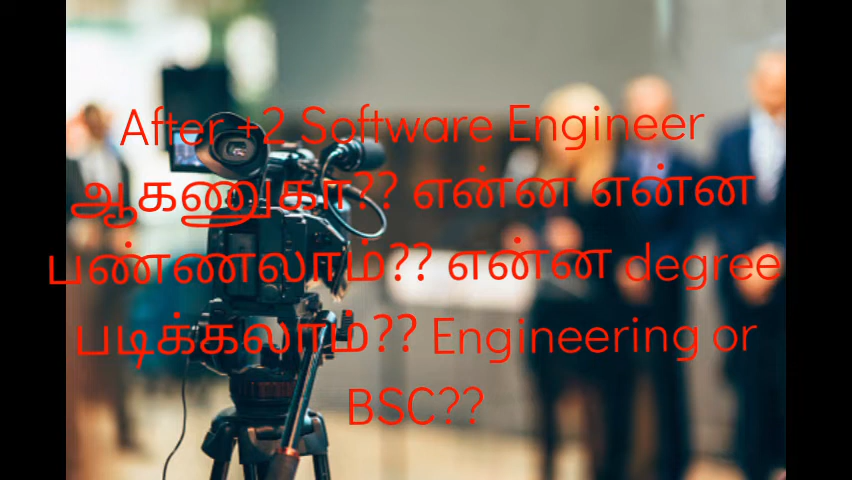 After +2 Software Engineer
ஆகணுகா?? என்ன என்ன
பண்ணலாம்?? என்ன degree
படிக்கலாம?? Engineering or
BSC??